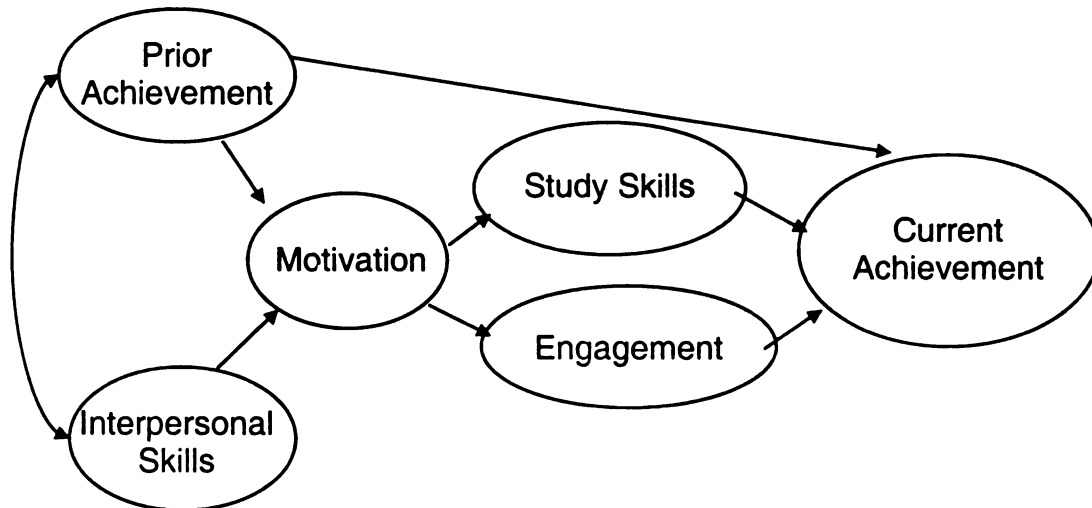 Prior
Achievement
Study Skills
Current
Achievement
Motivation
Engagement
Interpersonal
Skills